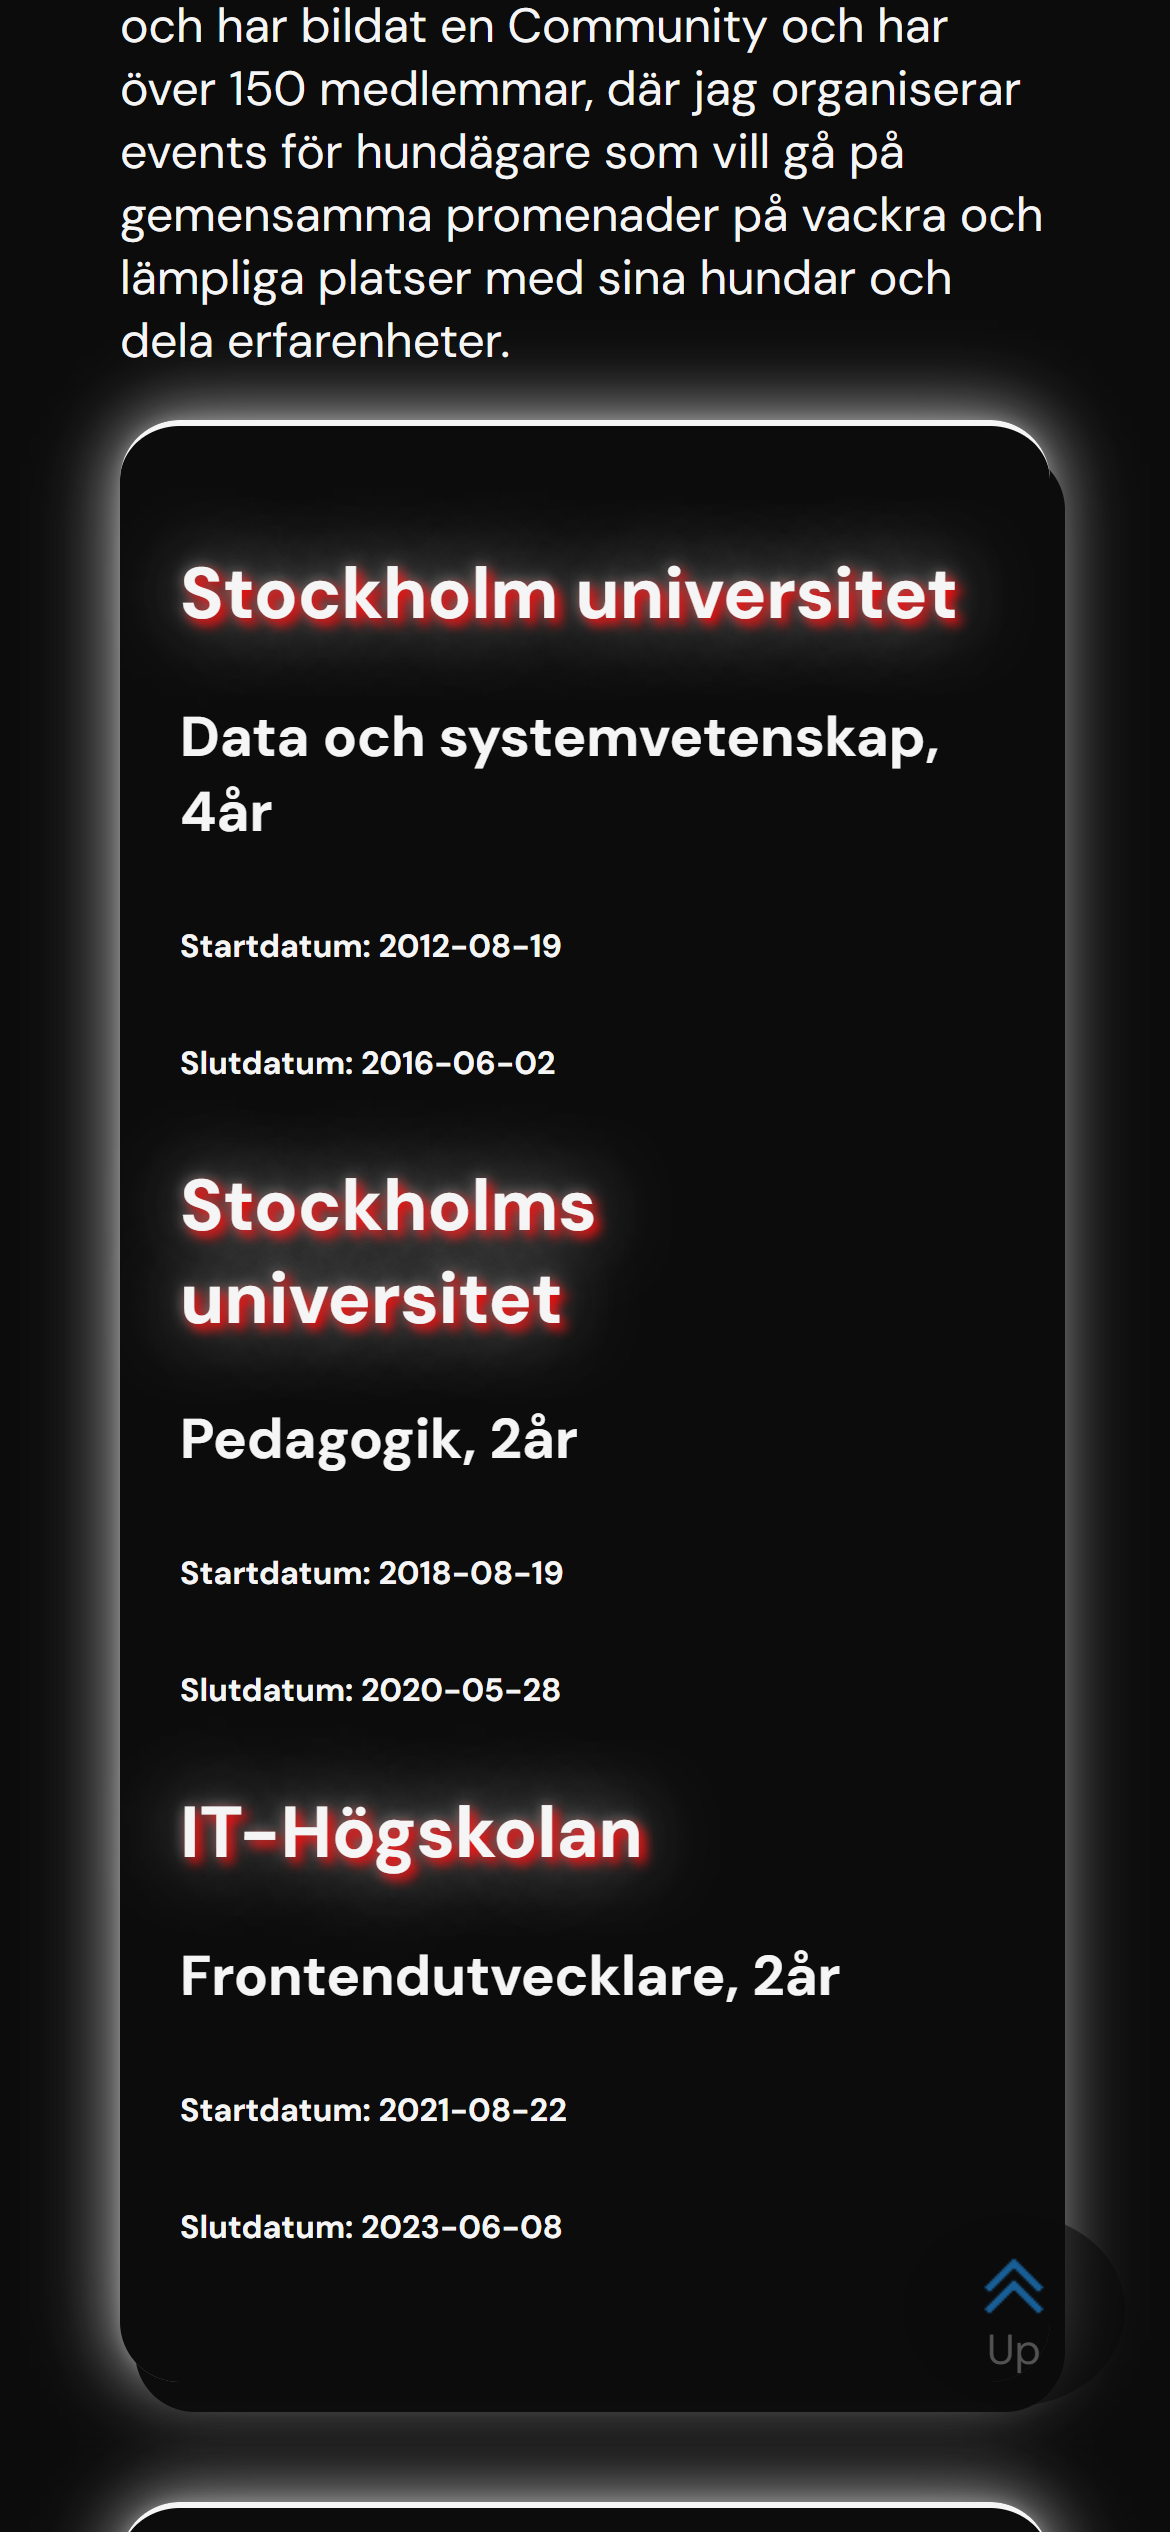 och har bildat en Community och har
över 150 medlemmar, där jag organiserar
events för hundägare som vill gå på
gemensamma promenader på vackra och
lämpliga platser med sina hundar och
dela erfarenheter.
Stockholm universitet
Data och systemvetenskap,
4år
Startdatum: 2012-08-19
Slutdatum: 2016-06-02
Stockholms
universitet
Pedagogik, 2år
Startdatum: 2018-08-19
Slutdatum: 2020-05-28
IT-Högskolan
Frontendutvecklare, 2år
Startdatum: 2021-08-22
Slutdatum: 2023-06-08
Up